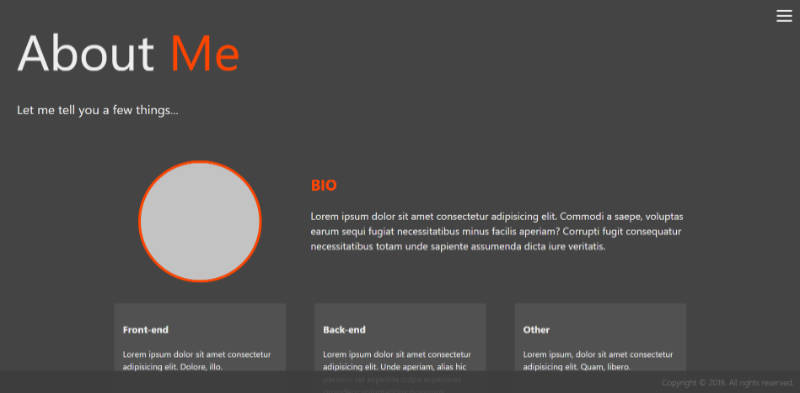 About Me
Let me tell you a few things...
BIO
Lorem ipsum dolor sit amet consectetur adipisicing elit. Commodi a saepe, voluptas
earum sequi fugiat necessitatibus minus facilis aperiam? Corrupti fugit consequatur
necessitatibus totam unde sapiente assumenda dicta iure veritatis.
Front-end
Lorem ipsum dolor sit amet consectetur
adipisicing elit. Dolore, illo.
Back-end
Lorem ipsum dolor sit amet consectetur
adipisicing elit. Unde aperiam, alias hic
Other
Lorem ipsum, dolor sit amet consectetur
adipisicing elit. Quam, libero.
Copyright © 2019. All rights reserved.